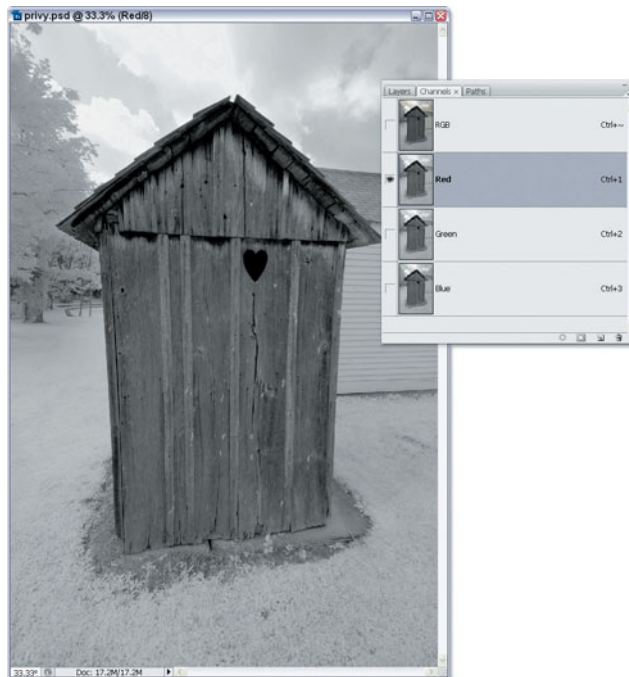 privy.psd @ 33.3% (Red/8)
Layers Channels × Paths
RGB Ctrl+~
Red Ctrl+1
Green Ctrl+2
Blue Ctrl+3
33.33% Doc: 17.2M/17.2M